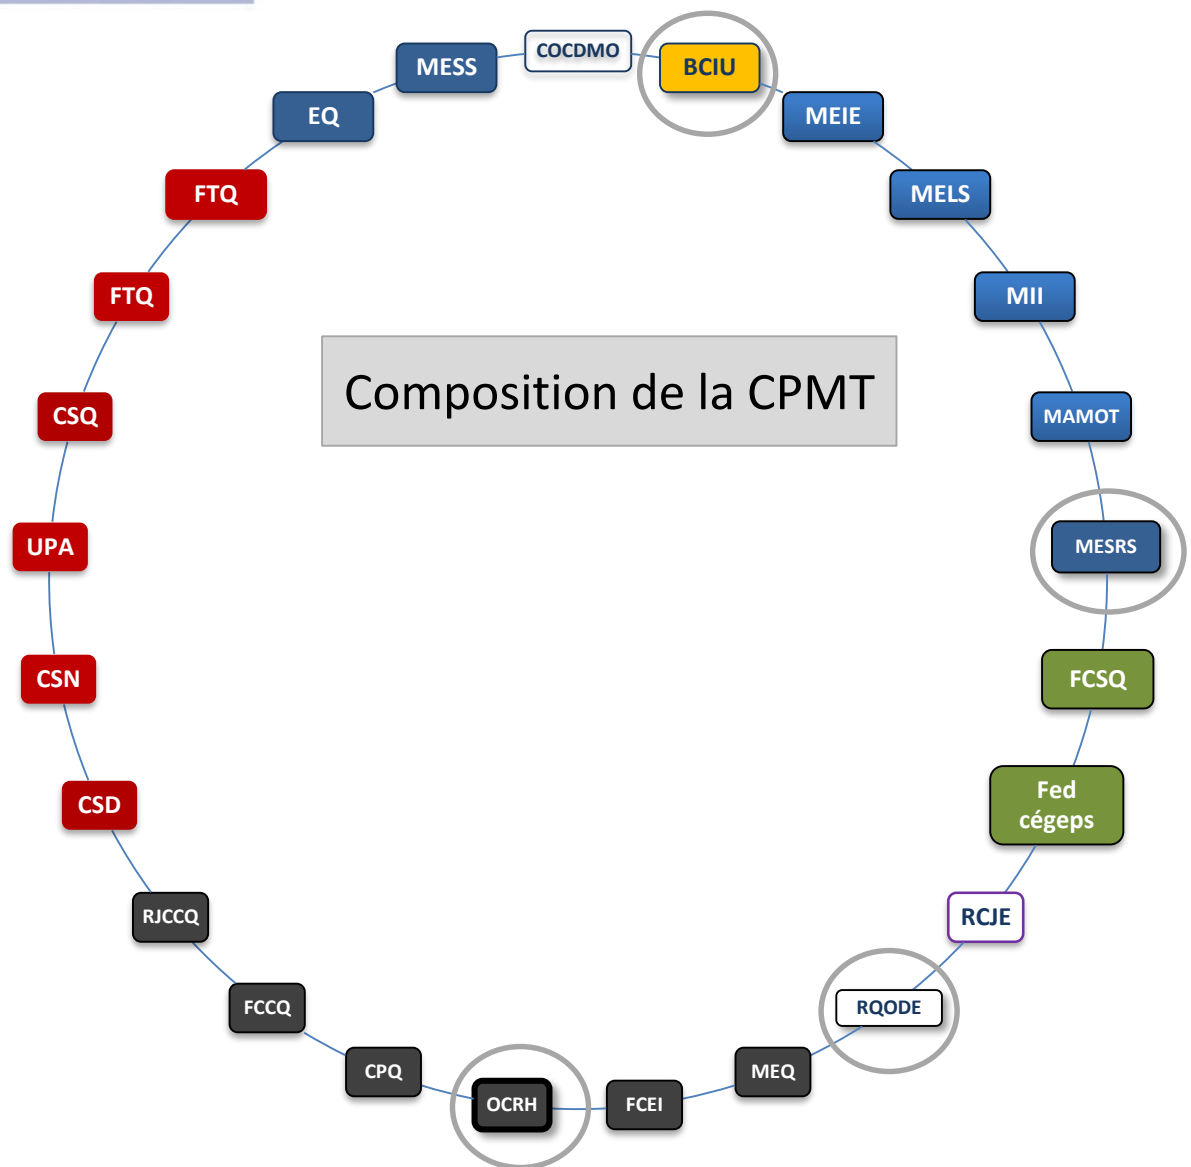 COCDMO
BCIU
MESS
MEIE
EQ
MELS
FTQ
MII
FTQ
Composition de la CPMT
MAMOT
CSQ
MESRS
UPA
FCSQ
CSN
Fed
cégeps
CSD
RCJE
RJCCQ
RQODE
FCCQ
MEQ
CPQ
OCRH
FCEI